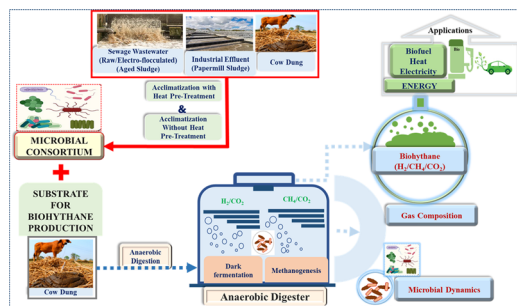 Sewage Wastewater
(Raw/Electro-flocculated)
(Aged Sludge)
Industrial Effluent
(Papermill Sludge)
Cow Dung
Acclimatization with
Heat Pre-Treatment
&
Acclimatization
Without Heat
Pre-Treatment
MICROBIAL
CONSORTIUM
SUBSTRATE
FOR
BIOHYTHANE
PRODUCTION
Cow Dung
Anaerobic
Digestion
H₂/CO₂
CH₄/CO₂
Dark
fermentation
Methanogenesis
Anaerobic Digester
Applications
Biofuel
Heat
Electricity
ENERGY
Bio
Biohythane
(H₂/CH₄/CO₂)
Gas Composition
Microbial Dynamics